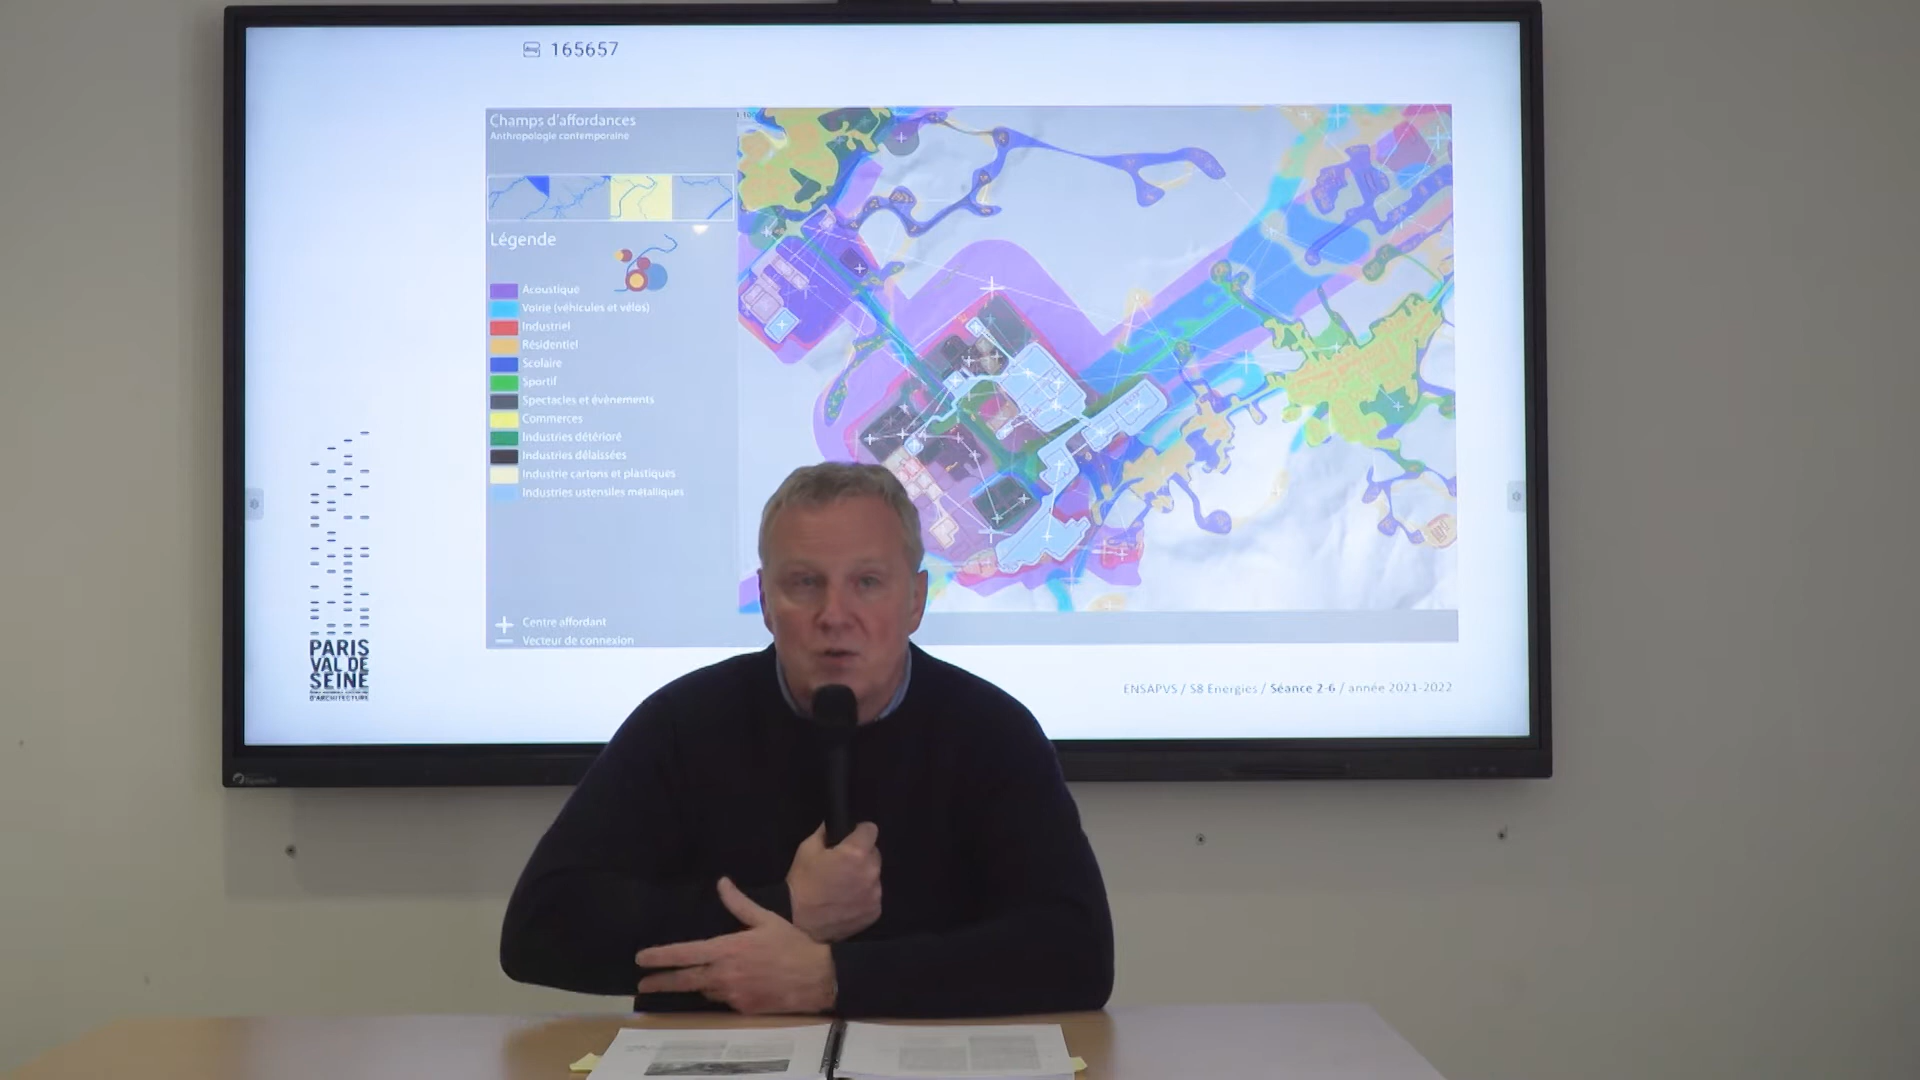 165657
Champs d'affordances
Anthropologie contemporaine
Légende
Acoustique
Voirie (véhicules et vélos)
Industriel
Résidentiel
Scolaire
Sportif
Spectacles et évènements
Commerces
Industries détérioré
Industries délaissées
Industrie cartons et plastiques
Industries ustensiles métalliques
Centre affordant
Vecteur de connexion
PARIS
VAL DE
SEINE
D'ARCHITECTURE
ENSAPVS / S8 Energies / Séance 2-6 / année 2021-2022